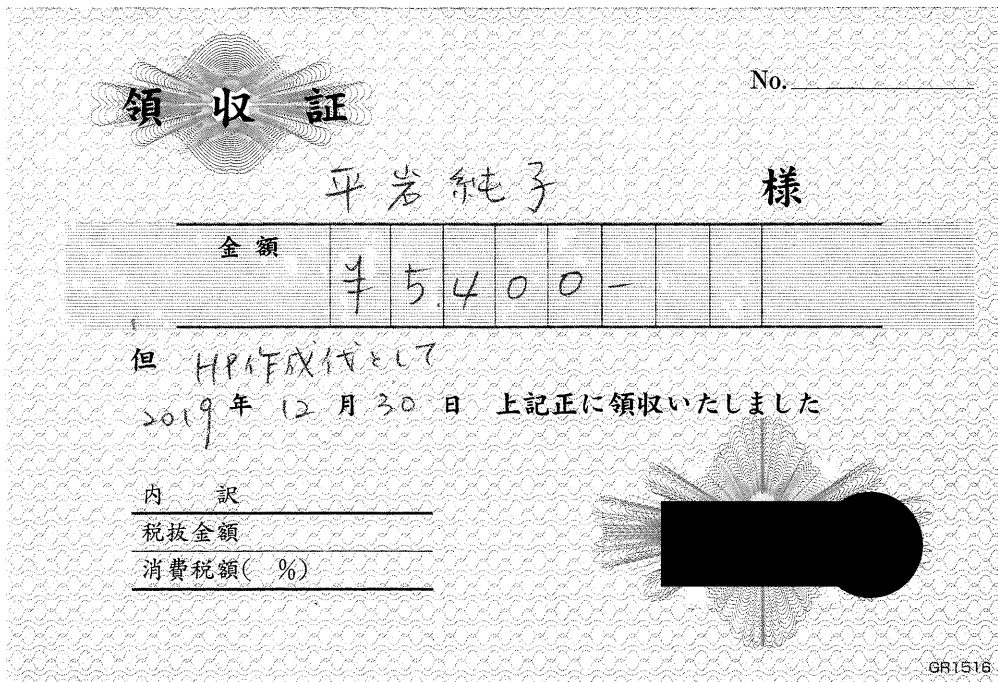 領収証
No.
平岩純子 様
金額 ¥5.400-
但 HP作成代として
2019年12月30日 上記正に領収いたしました
内訳
税抜金額
消費税額( %)
GR1516